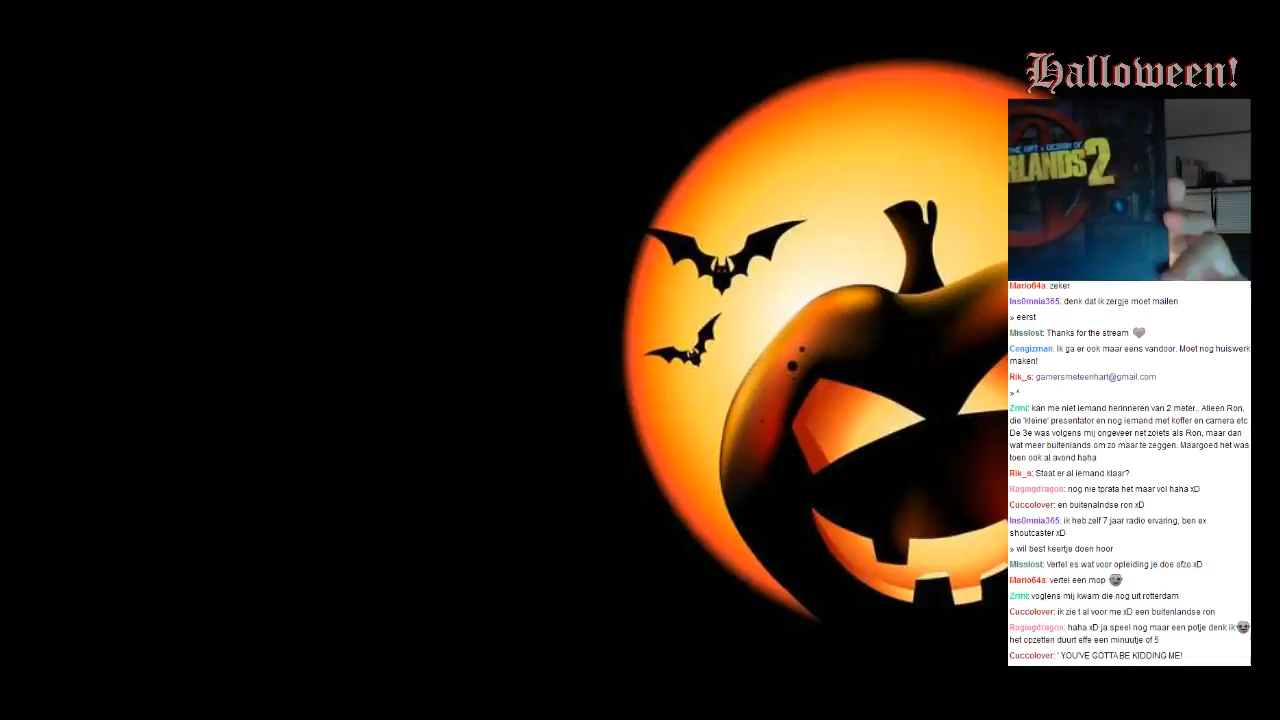 Halloween!
THE ART & DESIGN OF
RLANDS 2
Mario64a: zeker
Ins0mnia365: denk dat ik zergje moet mailen
» eerst
Misslost: Thanks for the stream
Cengizman: Ik ga er ook maar eens vandoor. Moet nog huiswerk
maken!
Rik_s: gamersmeteenhart@gmail.com
» ^
Zrmi: kan me niet iemand herinneren van 2 meter.. Alleen Ron,
die 'kleine' presentator en nog iemand met koffer en camera etc
De 3e was volgens mij ongeveer net zoiets als Ron, maar dan
wat meer buitenlands om zo maar te zeggen. Maargoed het was
toen ook al avond haha
Rik_s: Staat er al iemand klaar?
Ragingdragon: nog nie tprata het maar vol haha xD
Cuccolover: en buitenalndse ron xD
Ins0mnia365: ik heb zelf 7 jaar radio ervaring, ben ex
shoutcaster xD
» wil best keertje doen hoor
Misslost: Vertel es wat voor opleiding je doe ofzo xD
Mario64a: vertel een mop
Zrmi: voglens mij kwam die nog uit rotterdam
Cuccolover: ik zie t al voor me xD een buitenlandse ron
Ragingdragon: haha xD ja speel nog maar een potje denk ik
het opzetten duurt effe een minuutje of 5
Cuccolover: ' YOU'VE GOTTA BE KIDDING ME!